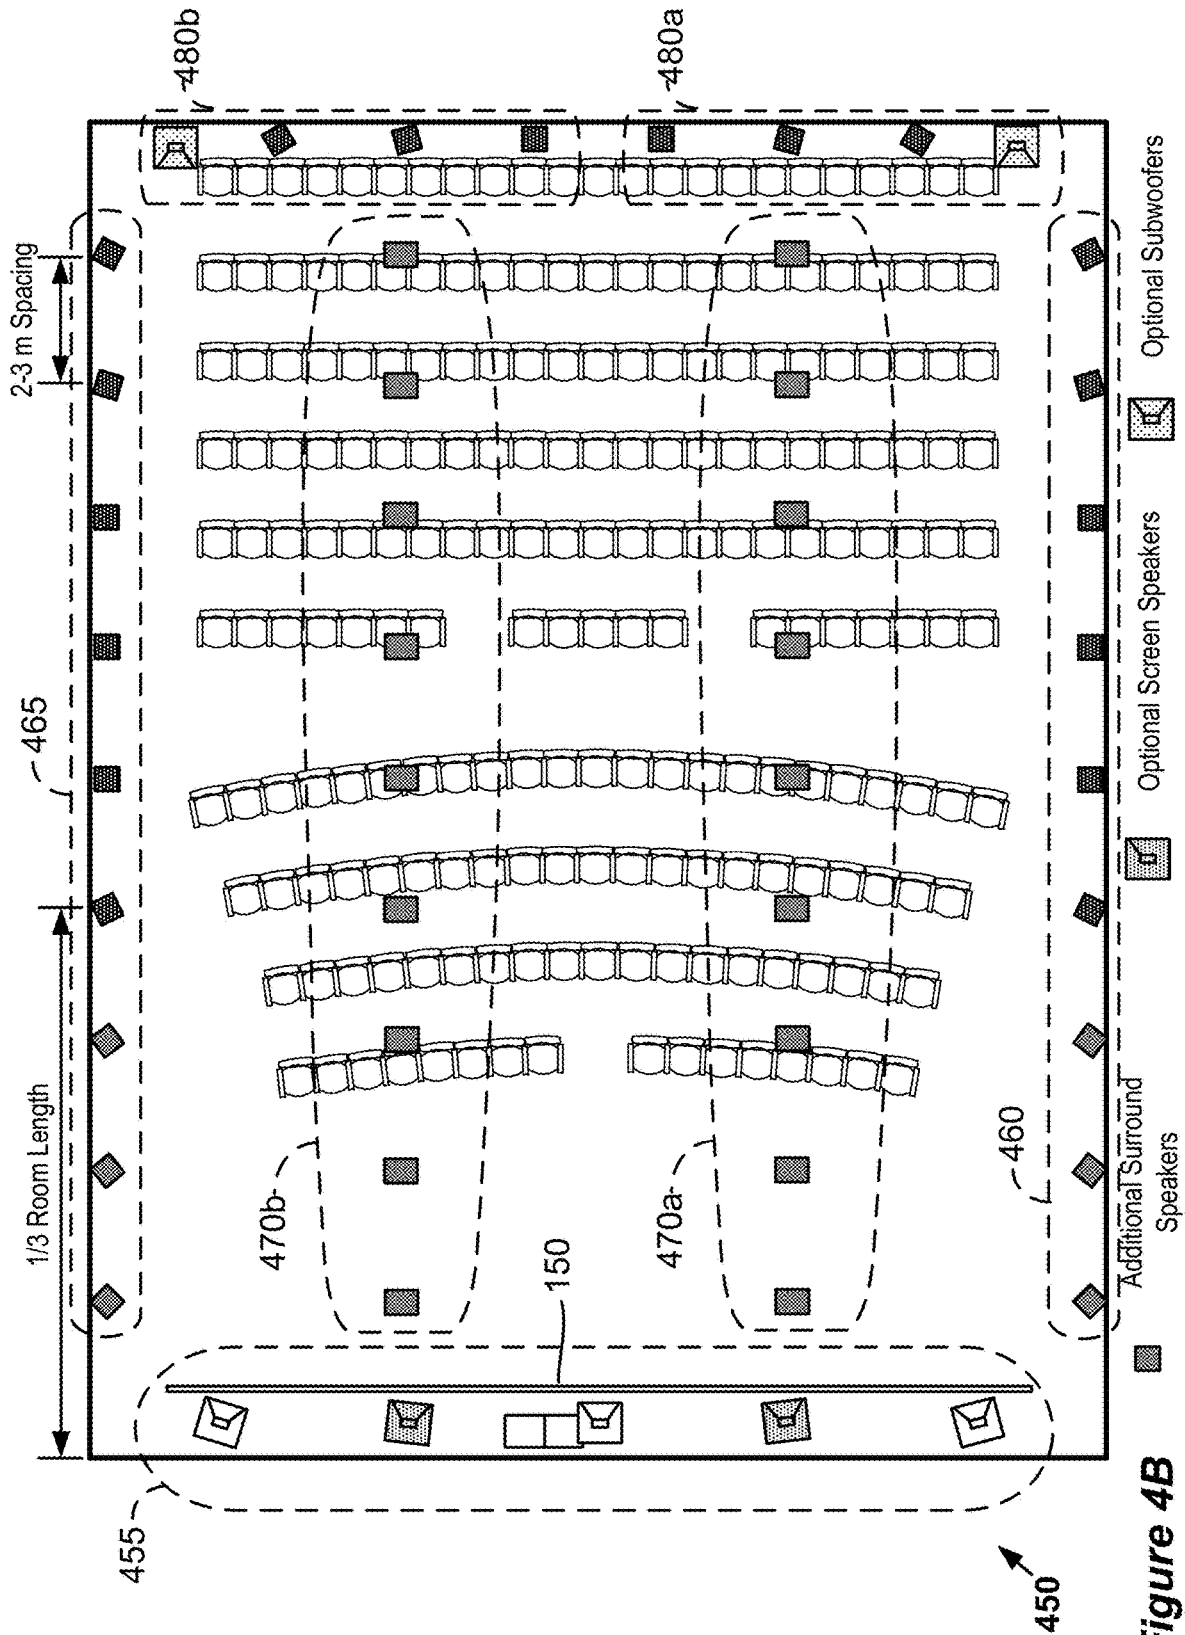 480b
480a
2-3 m Spacing
465
1/3 Room Length
470b
470a
150
460
455
450
Additional Surround
Speakers
Optional Screen Speakers
Optional Subwoofers
Figure 4B